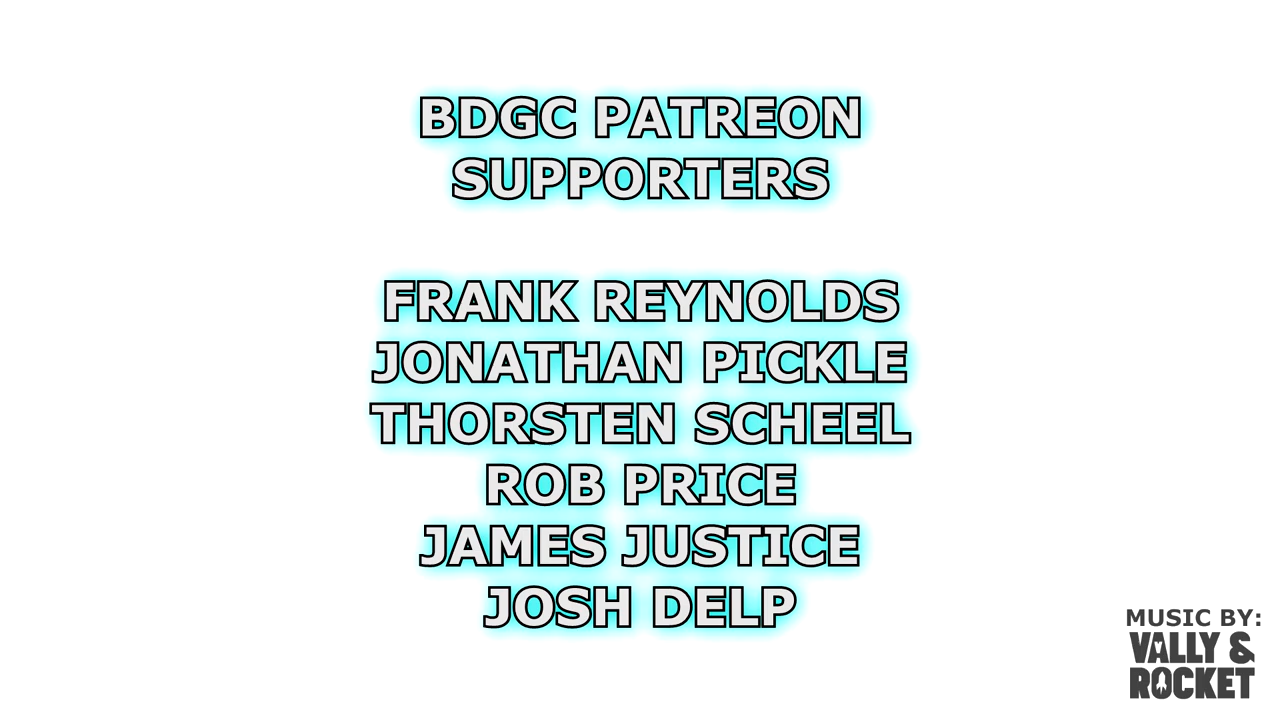 BDGC PATREON
SUPPORTERS
FRANK REYNOLDS
JONATHAN PICKLE
THORSTEN SCHEEL
ROB PRICE
JAMES JUSTICE
JOSH DELP
MUSIC BY:
VALLY &
ROCKET